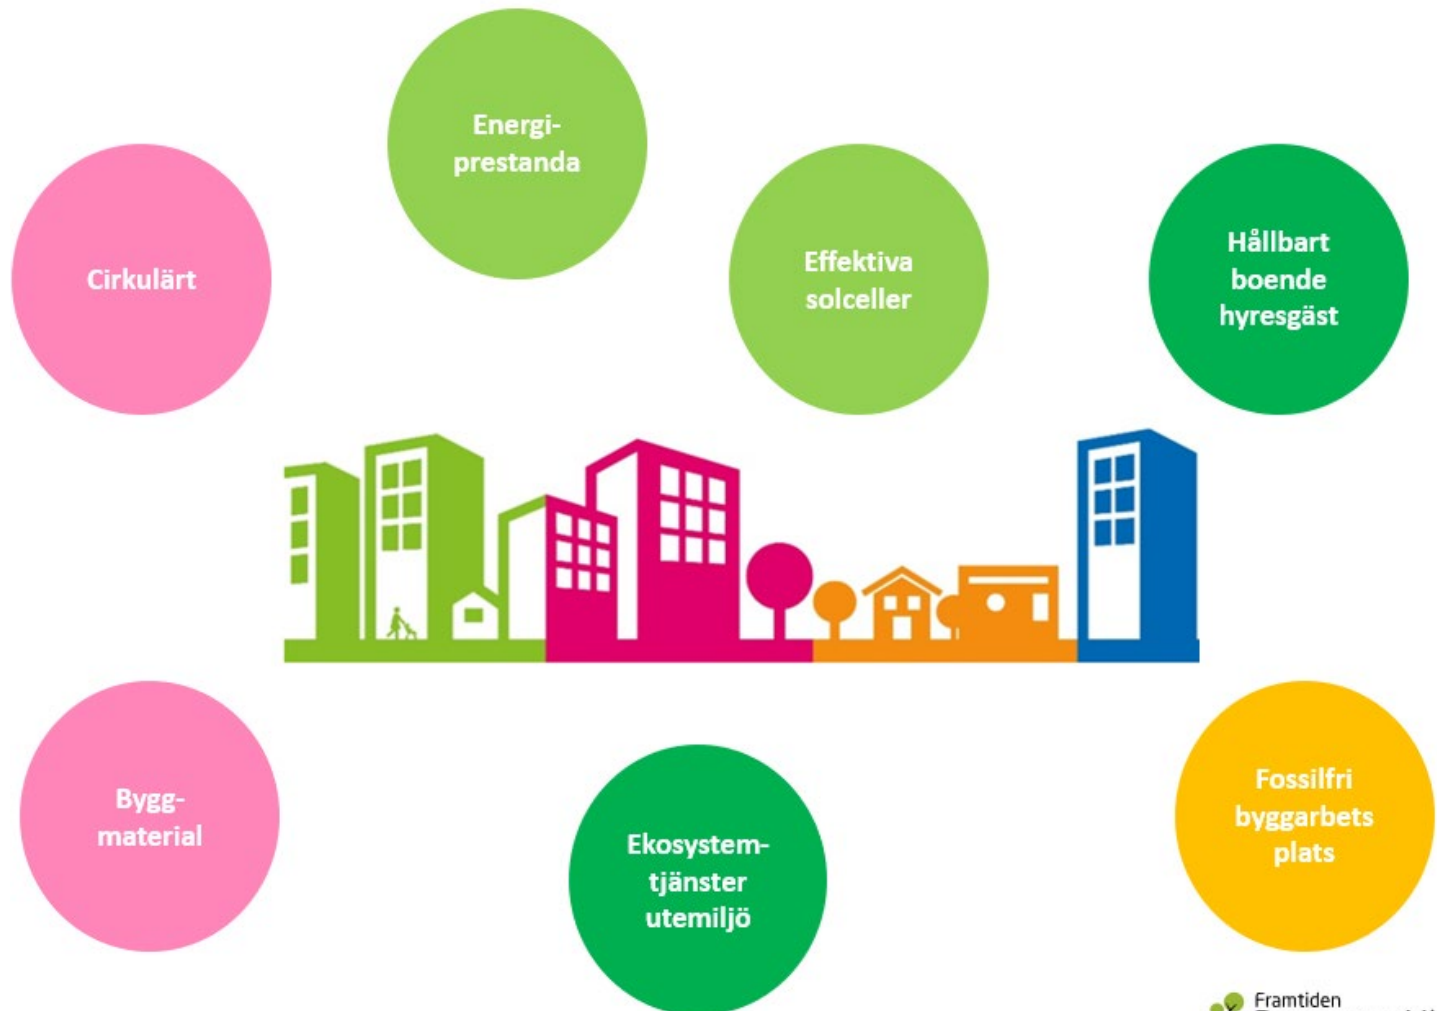 Energi-
prestanda
Cirkulärt
Effektiva
solceller
Hållbart
boende
hyresgäst
Bygg-
material
Ekosystem-
tjänster
utemiljö
Fossilfri
byggarbets
plats
Framtiden